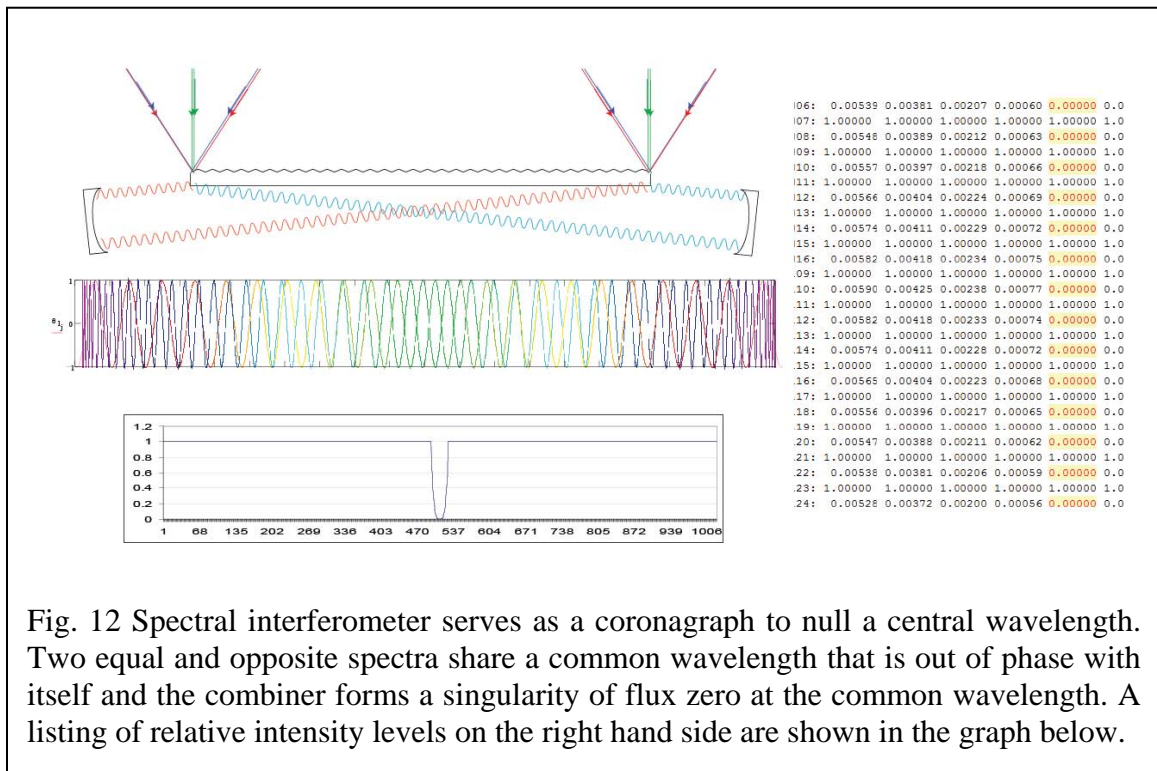 06: 0.00539 0.00381 0.00207 0.00060 0.00000 0.0
07: 1.00000 1.00000 1.00000 1.00000 1.00000 1.0
08: 0.00548 0.00389 0.00212 0.00063 0.00000 0.0
09: 1.00000 1.00000 1.00000 1.00000 1.00000 1.0
10: 0.00557 0.00397 0.00218 0.00066 0.00000 0.0
11: 1.00000 1.00000 1.00000 1.00000 1.00000 1.0
12: 0.00566 0.00404 0.00224 0.00069 0.00000 0.0
13: 1.00000 1.00000 1.00000 1.00000 1.00000 1.0
14: 0.00574 0.00411 0.00229 0.00072 0.00000 0.0
15: 1.00000 1.00000 1.00000 1.00000 1.00000 1.0
16: 0.00582 0.00418 0.00234 0.00075 0.00000 0.0
09: 1.00000 1.00000 1.00000 1.00000 1.00000 1.0
10: 0.00590 0.00425 0.00238 0.00077 0.00000 0.0
11: 1.00000 1.00000 1.00000 1.00000 1.00000 1.0
12: 0.00582 0.00418 0.00233 0.00074 0.00000 0.0
13: 1.00000 1.00000 1.00000 1.00000 1.00000 1.0
14: 0.00574 0.00411 0.00228 0.00072 0.00000 0.0
15: 1.00000 1.00000 1.00000 1.00000 1.00000 1.0
16: 0.00565 0.00404 0.00223 0.00068 0.00000 0.0
17: 1.00000 1.00000 1.00000 1.00000 1.00000 1.0
18: 0.00556 0.00396 0.00217 0.00065 0.00000 0.0
19: 1.00000 1.00000 1.00000 1.00000 1.00000 1.0
20: 0.00547 0.00388 0.00211 0.00062 0.00000 0.0
21: 1.00000 1.00000 1.00000 1.00000 1.00000 1.0
22: 0.00538 0.00381 0.00206 0.00059 0.00000 0.0
23: 1.00000 1.00000 1.00000 1.00000 1.00000 1.0
24: 0.00528 0.00372 0.00200 0.00056 0.00000 0.0
1
0
1
1.2
1
0.8
0.6
0.4
0.2
0
1 68 135 202 269 336 403 470 537 604 671 738 805 872 939 1006
Fig. 12 Spectral interferometer serves as a coronagraph to null a central wavelength.
Two equal and opposite spectra share a common wavelength that is out of phase with
itself and the combiner forms a singularity of flux zero at the common wavelength. A
listing of relative intensity levels on the right hand side are shown in the graph below.